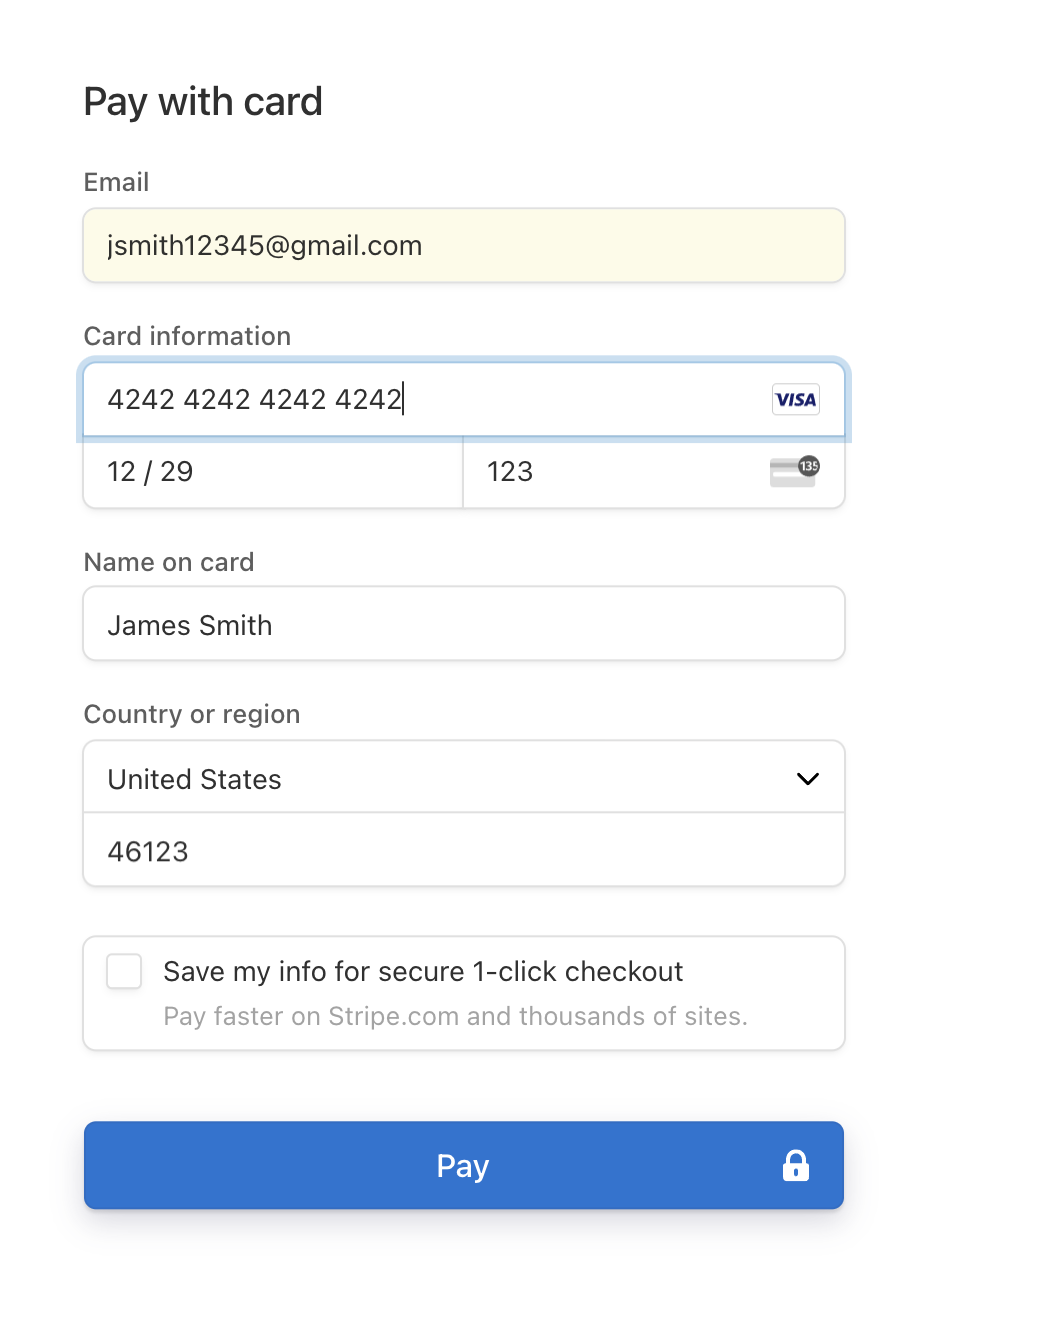 Pay with card
Email
jsmith12345@gmail.com
Card information
4242 4242 4242 4242 VISA
12 / 29 123 135
Name on card
James Smith
Country or region
United States
46123
Save my info for secure 1-click checkout
Pay faster on Stripe.com and thousands of sites.
Pay